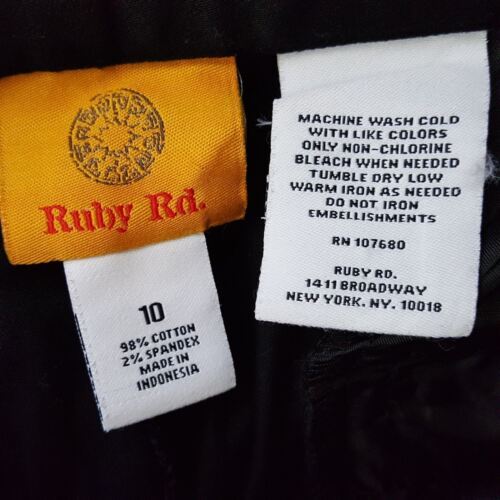 Ruby Rd.
10
98% COTTON
2% SPANDEX
MADE IN
INDONESIA
MACHINE WASH COLD
WITH LIKE COLORS
ONLY NON-CHLORINE
BLEACH WHEN NEEDED
TUMBLE DRY LOW
WARM IRON AS NEEDED
DO NOT IRON
EMBELLISHMENTS
RN 107680
RUBY RD.
1411 BROADWAY
NEW YORK. NY. 10018